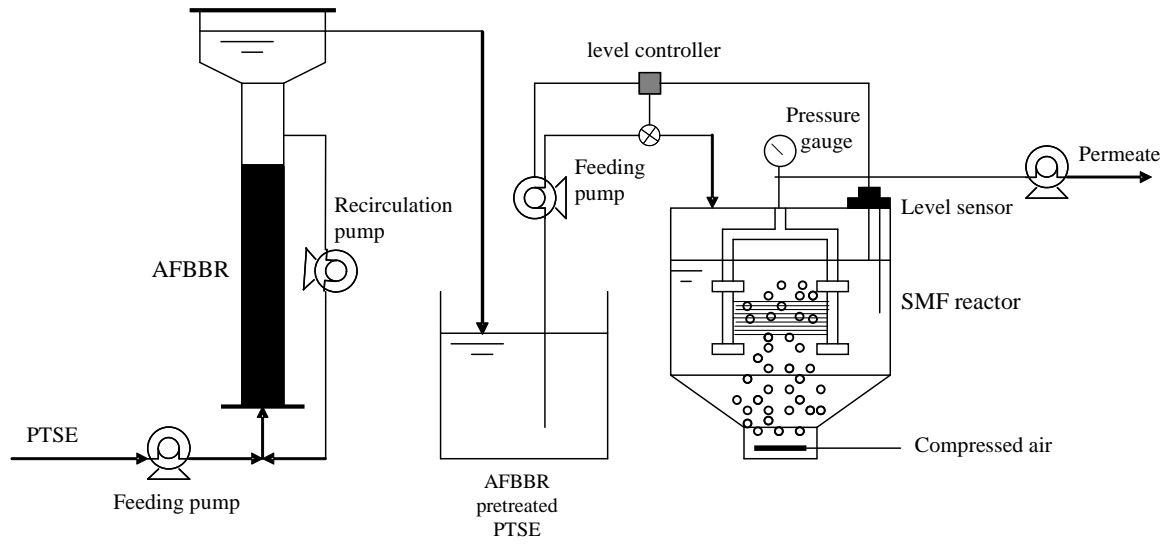 level controller
Pressure
gauge
Permeate
Feeding
pump
Level sensor
Recirculation
pump
AFBBR
SMF reactor
PTSE
Compressed air
Feeding pump
AFBBR
pretreated
PTSE